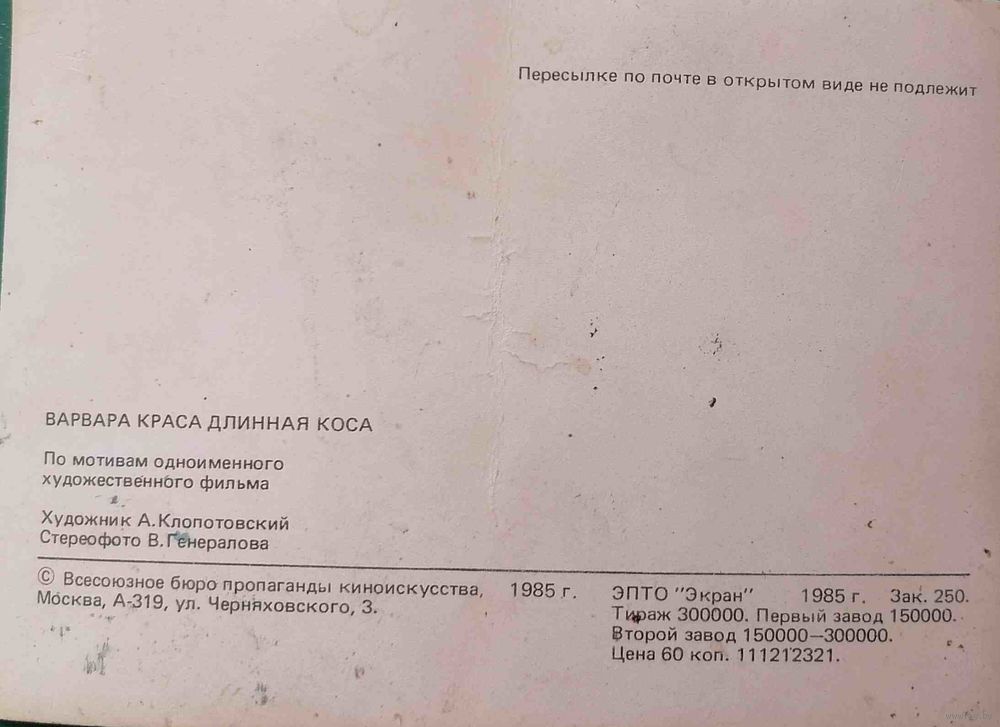 Пересылке по почте в открытом виде не подлежит
ВАРВАРА КРАСА ДЛИННАЯ КОСА
По мотивам одноименного
художественного фильма
Художник А.Клопотовский
Стереофото В.Генералова
© Всесоюзное бюро пропаганды киноискусства, 1985 г.
Москва, А-319, ул. Черняховского, 3.
ЭПТО "Экран" 1985 г. Зак. 250.
Тираж 300000. Первый завод 150000.
Второй завод 150000—300000.
Цена 60 коп. 111212321.